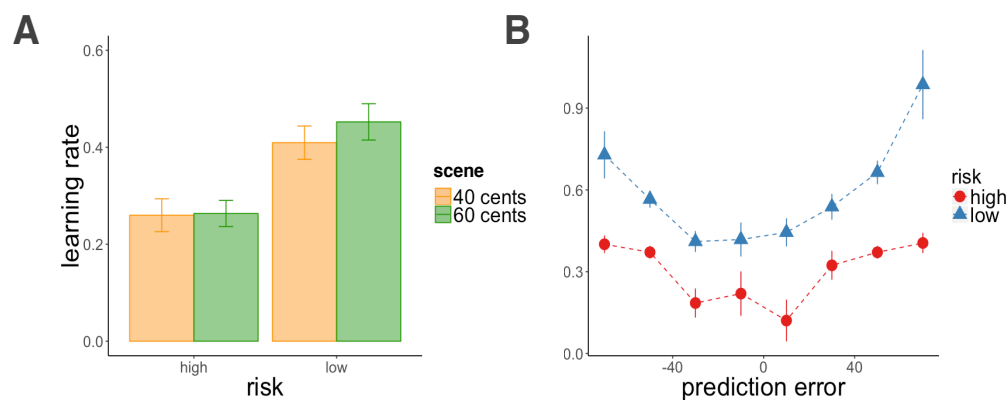 A
0.6
0.4
0.2
0.0
learning rate
high
low
risk
scene
40 cents
60 cents
B
0.9
0.6
0.3
0.0
-40
0
40
prediction error
risk
high
low